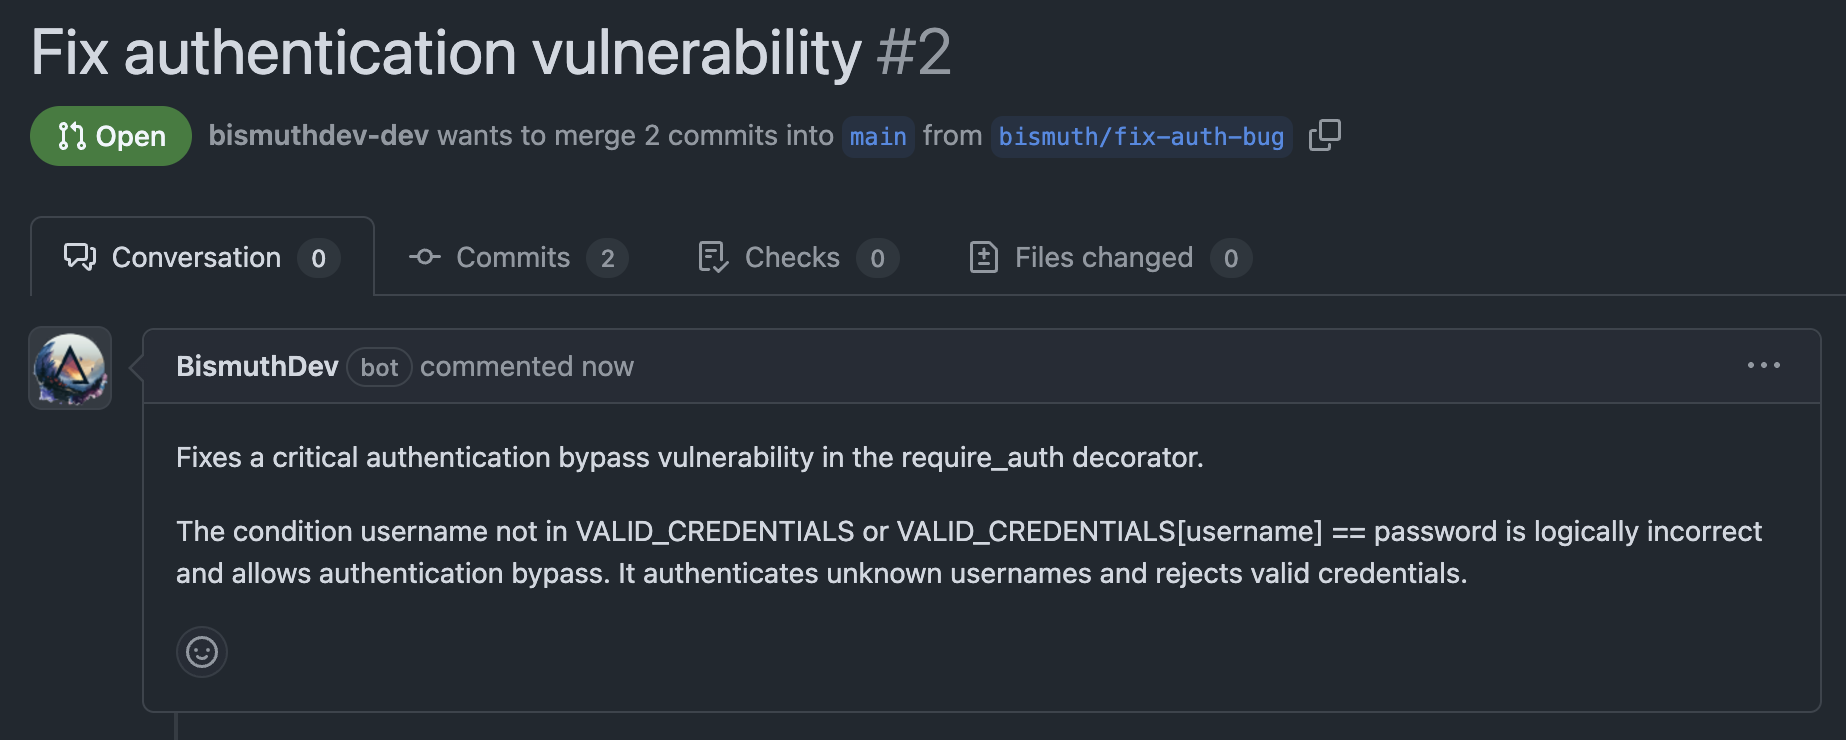 Fix authentication vulnerability #2
Open bismuthdev-dev wants to merge 2 commits into main from bismuth/fix-auth-bug
Conversation 0 Commits 2 Checks 0 Files changed 0
BismuthDev bot commented now
Fixes a critical authentication bypass vulnerability in the require_auth decorator.
The condition username not in VALID_CREDENTIALS or VALID_CREDENTIALS[username] == password is logically incorrect
and allows authentication bypass. It authenticates unknown usernames and rejects valid credentials.